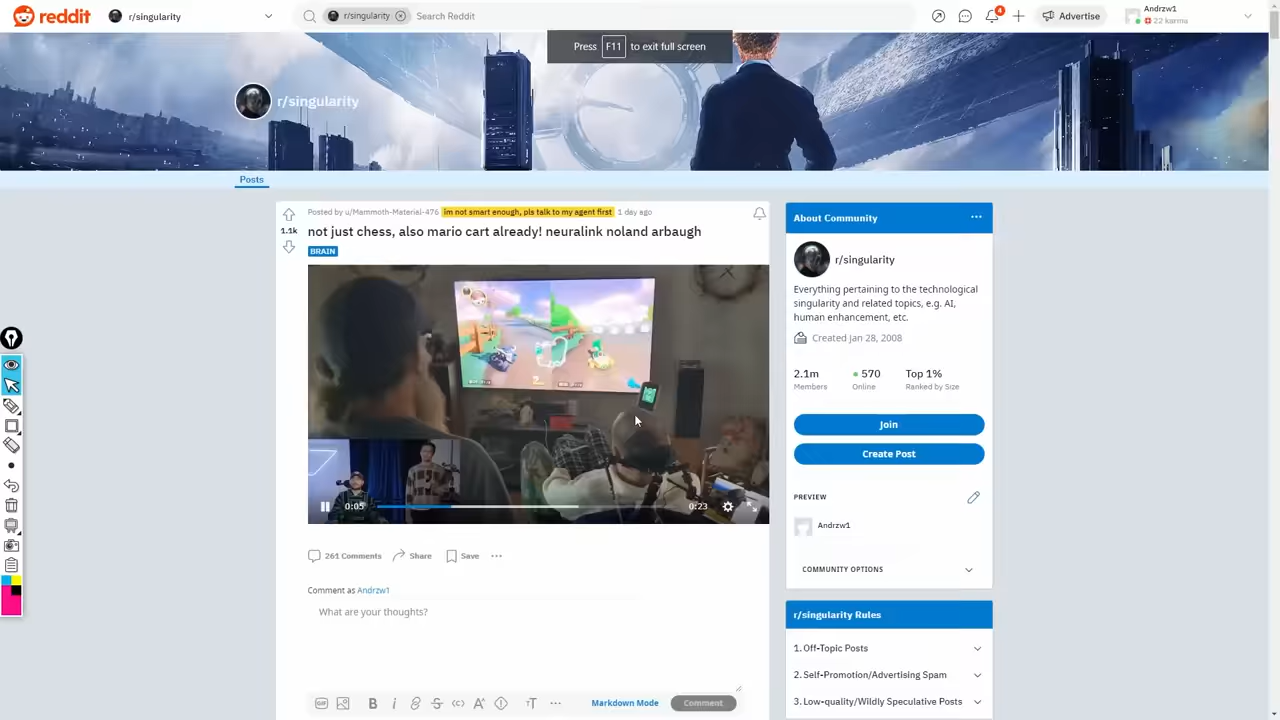 reddit
r/singularity
r/singularity
Search Reddit
4
Advertise
Andrzw1
22 karma
Press F11 to exit full screen
r/singularity
Posts
Posted by u/Mammoth-Material-476 im not smart enough, pls talk to my agent first 1 day ago
1.1k
not just chess, also mario cart already! neuralink noland arbaugh
BRAIN
0:05
0:23
261 Comments
Share
Save
Comment as Andrzw1
What are your thoughts?
Markdown Mode
Comment
About Community
r/singularity
Everything pertaining to the technological
singularity and related topics, e.g. AI,
human enhancement, etc.
Created Jan 28, 2008
2.1m
570
Top 1%
Members
Online
Ranked by Size
Join
Create Post
PREVIEW
Andrzw1
COMMUNITY OPTIONS
r/singularity Rules
1. Off-Topic Posts
2. Self-Promotion/Advertising Spam
3. Low-quality/Wildly Speculative Posts